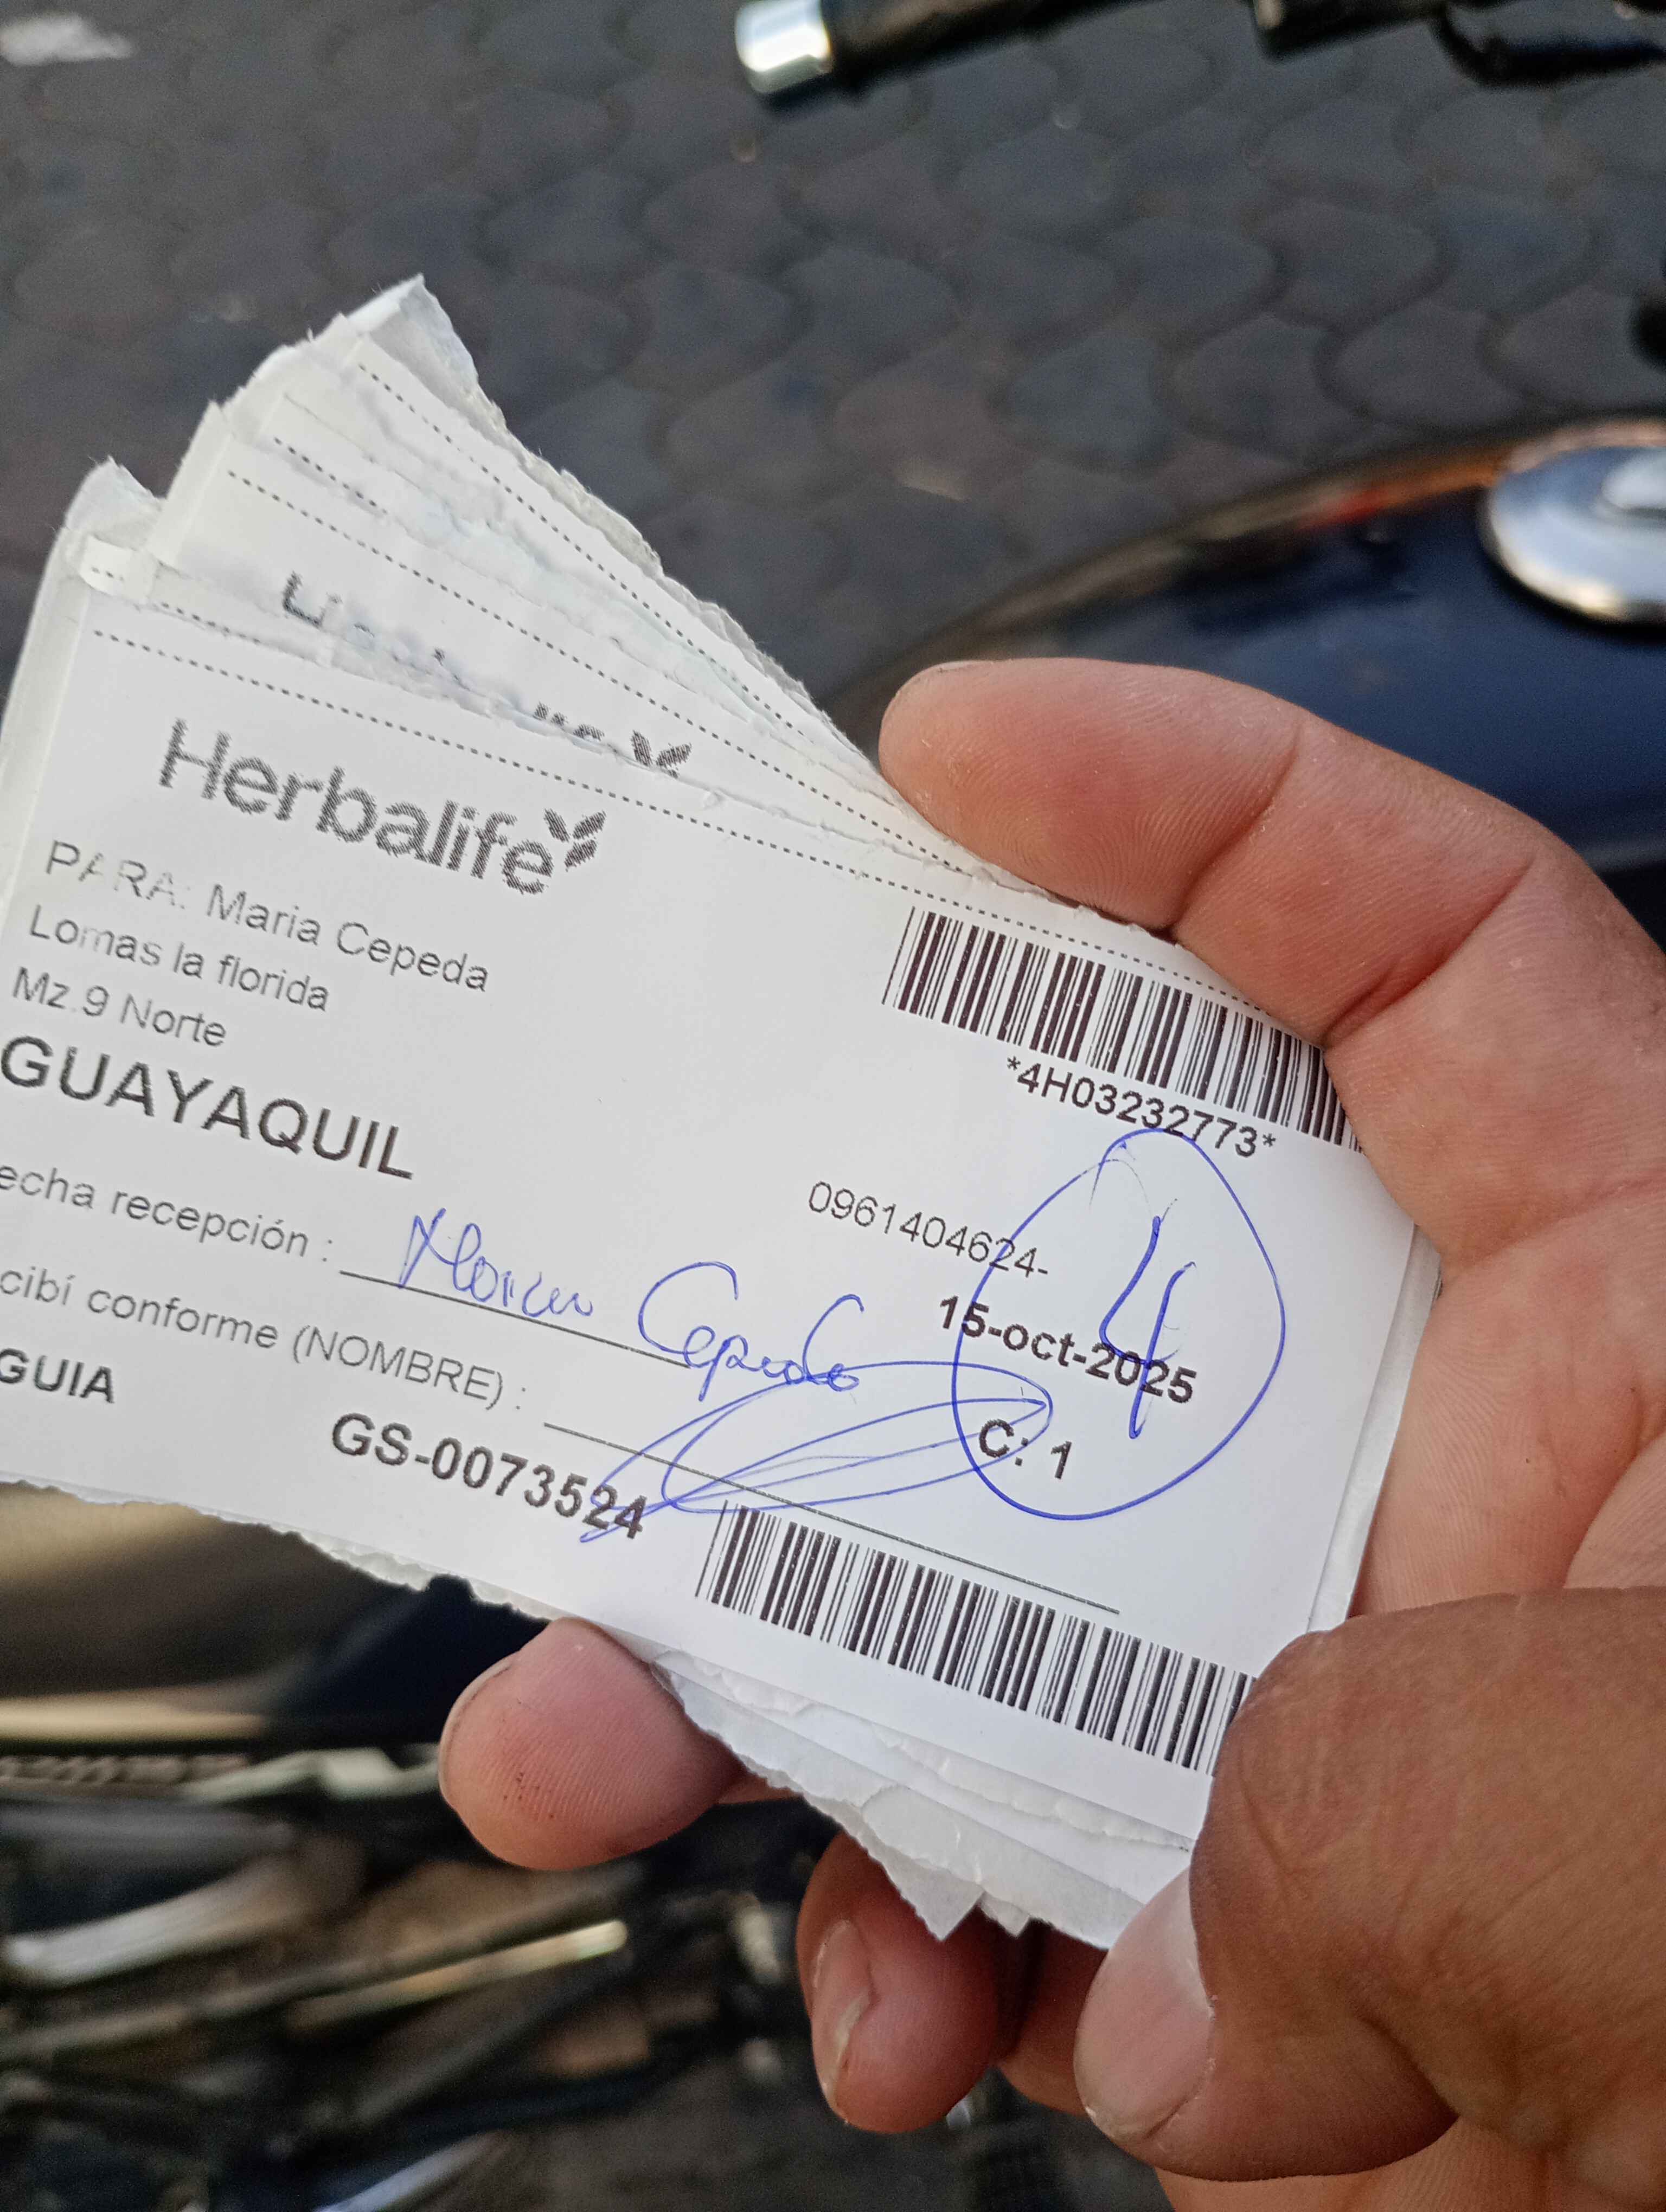 Herbalife
PARA: Maria Cepeda
Lomas la florida
Mz.9 Norte
GUAYAQUIL
*4H03232773*
0961404624-
4
15-oct-2025
C: 1
echa recepción :
Cepeda
cibí conforme (NOMBRE) :
GUIA
GS-0073524